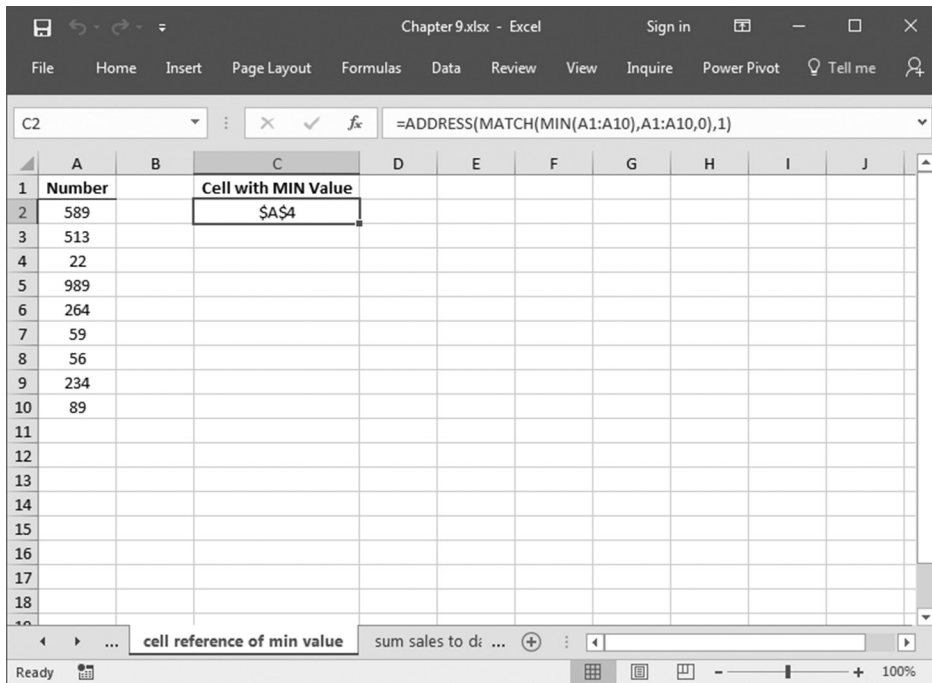 Chapter 9.xlsx - Excel Sign in
File Home Insert Page Layout Formulas Data Review View Inquire Power Pivot Tell me
C2 fx =ADDRESS(MATCH(MIN(A1:A10),A1:A10,0),1)
A B C D E F G H I J
1 Number Cell with MIN Value
2 589 $A$4
3 513
4 22
5 989
6 264
7 59
8 56
9 234
10 89
11
12
13
14
15
16
17
18
... cell reference of min value sum sales to da ...
Ready 100%